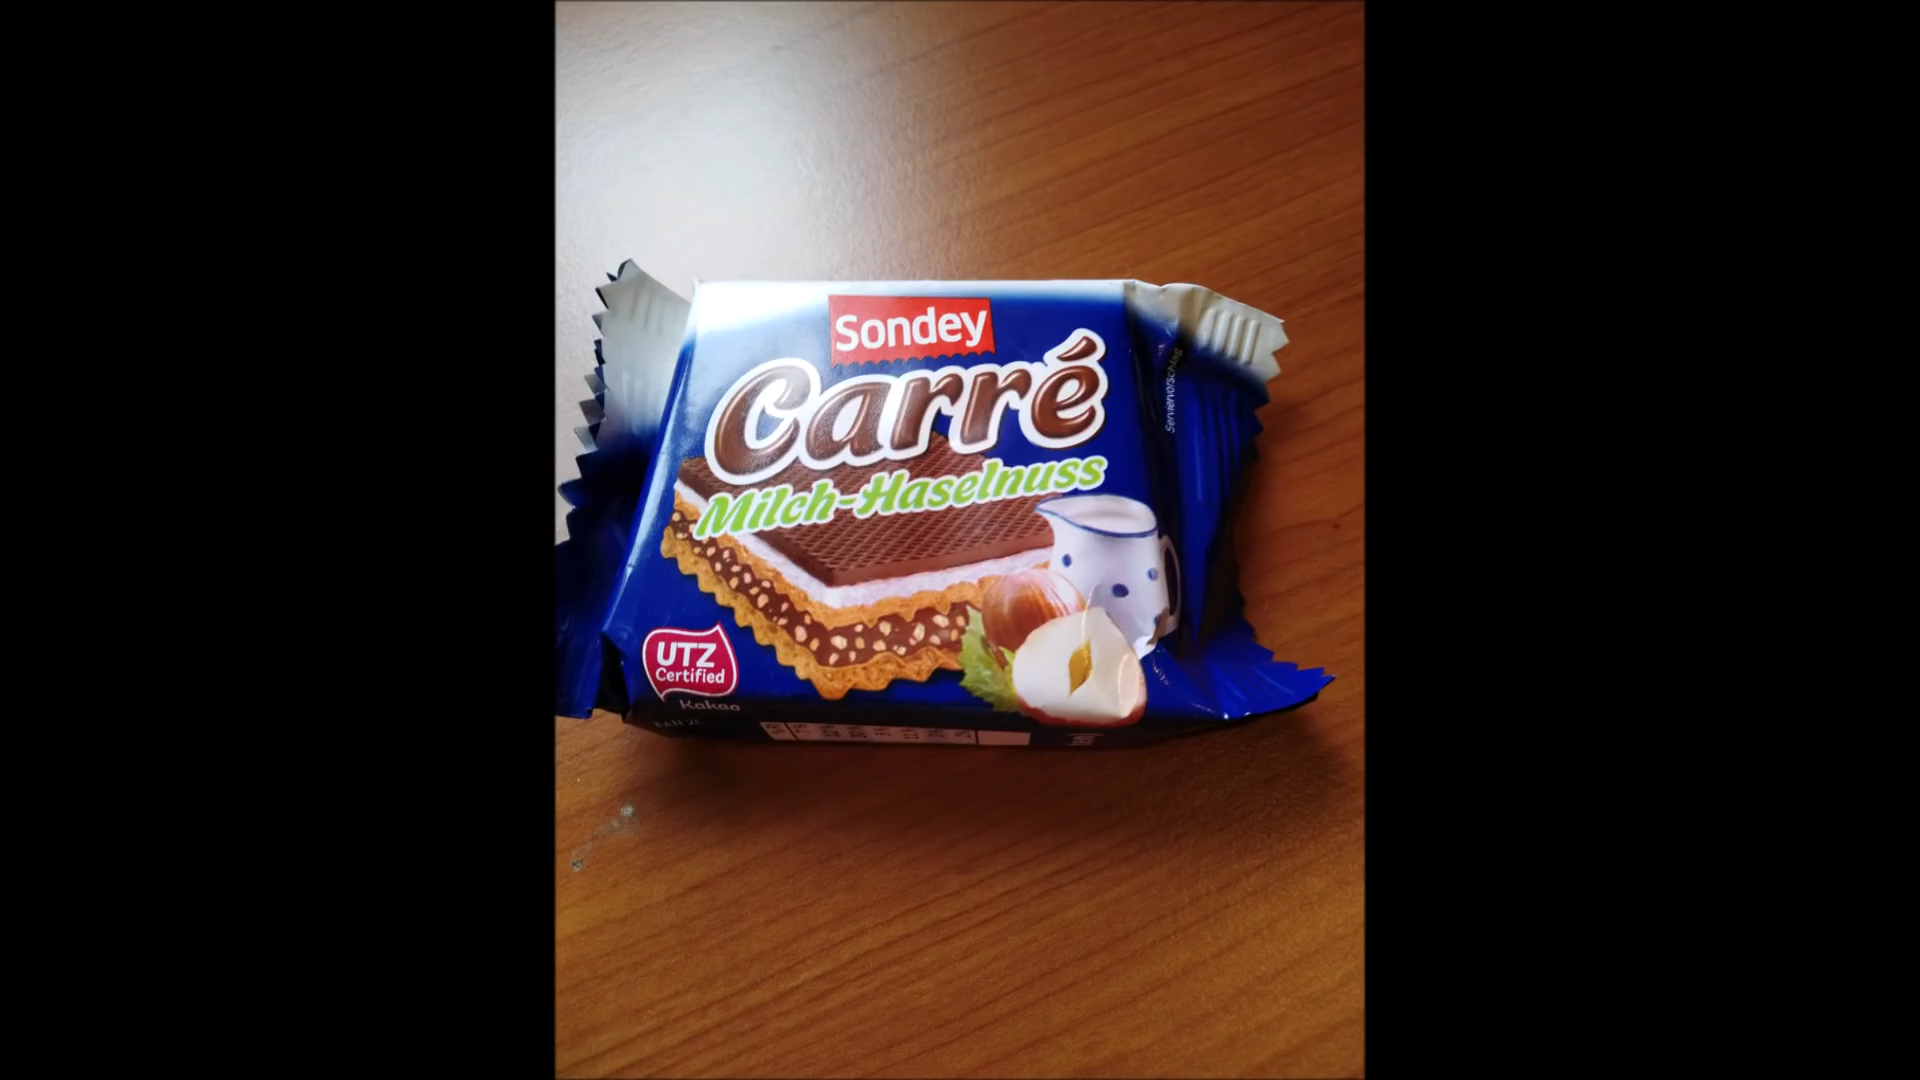 Sondey
Carré
Milch-Haselnuss
Serviervorschlag
UTZ
Certified
Kakao